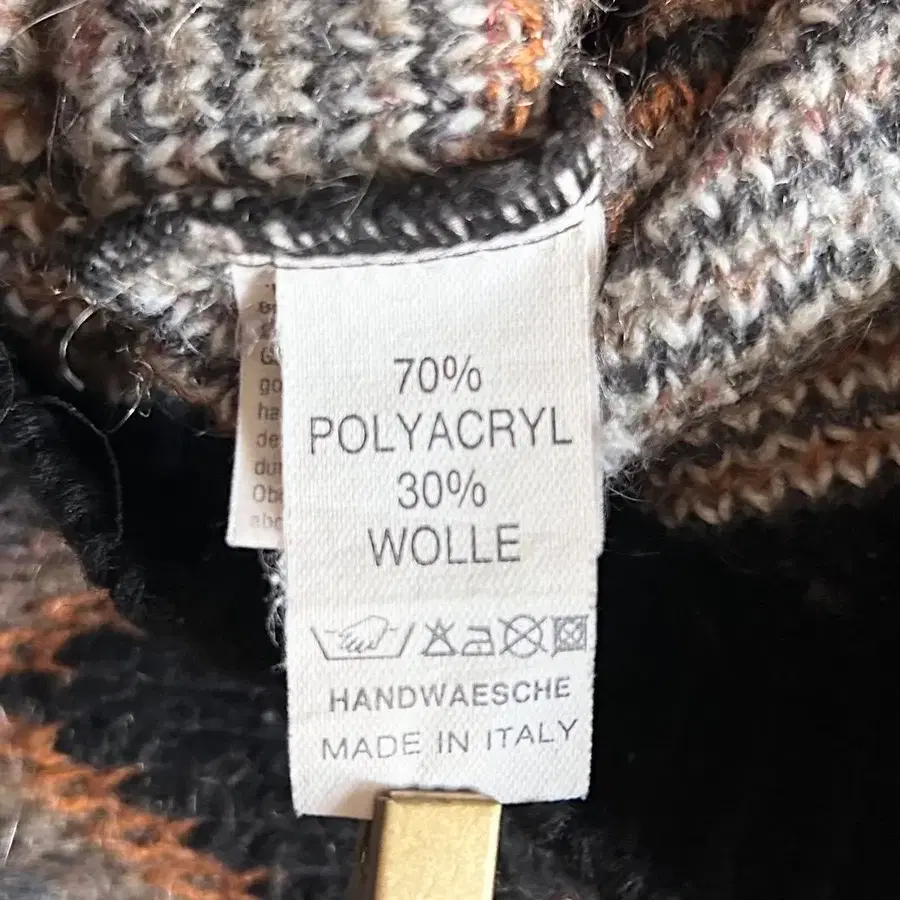 70%
POLYACRYL
30%
WOLLE
HANDWAESCHE
MADE IN ITALY